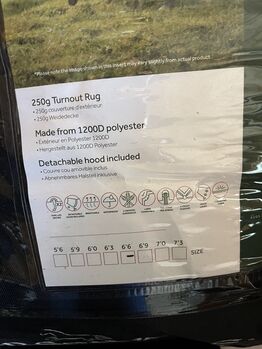 *Please note the image shown in this insert may vary slightly from actual product
250g Turnout Rug
• 250g couverture d'extérieur
• 250g Weidedecke
Made from 1200D polyester
• Extérieur en Polyester 1200D
• Hergestellt aus 1200D Polyester
Detachable hood included
• Couvre cou amovible inclus
• Abnehmbares Halsteil inklusive
5'6 5'9 6'0 6'3 6'6 6'9 7'0 7'3
SIZE